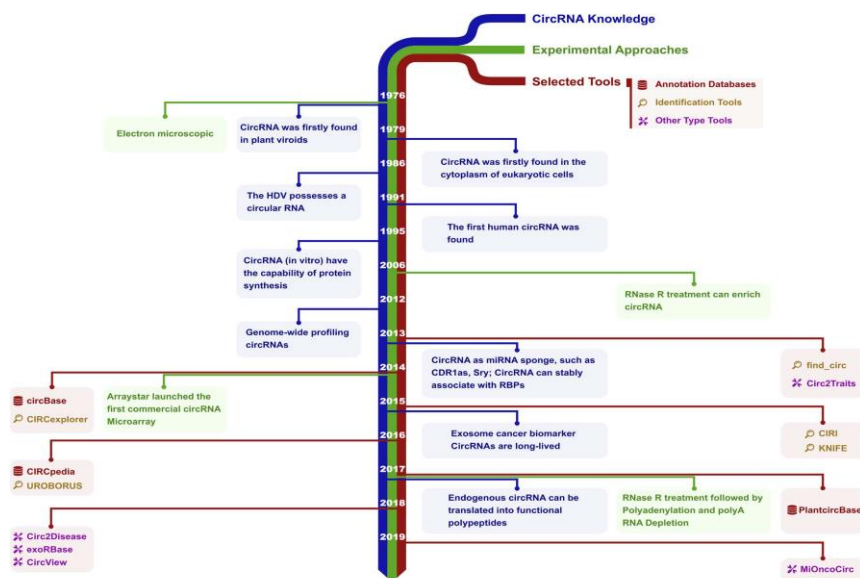 CircRNA Knowledge
Experimental Approaches
Selected Tools
Annotation Databases
Identification Tools
Other Type Tools
1976
Electron microscopic
CircRNA was firstly found
in plant viroids
1979
CircRNA was firstly found in the
cytoplasm of eukaryotic cells
1986
The HDV possesses a
circular RNA
1991
The first human circRNA was
found
1995
CircRNA (in vitro) have
the capability of protein
synthesis
2006
RNase R treatment can enrich
circRNA
2012
Genome-wide profiling
circRNAs
2013
CircRNA as miRNA sponge, such as
CDR1as, Sry; CircRNA can stably
associate with RBPs
find_circ
Circ2Traits
2014
circBase
CIRCexplorer
Arraystar launched the
first commercial circRNA
Microarray
2015
Exosome cancer biomarker
CircRNAs are long-lived
CIRI
KNIFE
2016
CIRCpedia
UROBORUS
2017
Endogenous circRNA can be
translated into functional
polypeptides
RNase R treatment followed by
Polyadenylation and polyA
RNA Depletion
PlantcircBase
2018
Circ2Disease
exoRBase
CircView
2019
MiOncoCirc